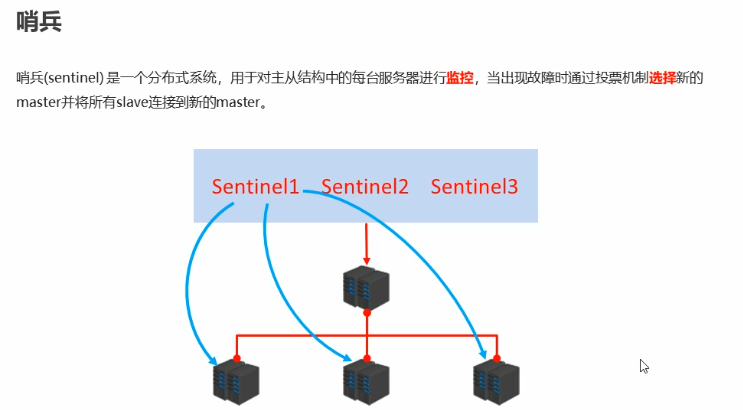 哨兵
哨兵(sentinel) 是一个分布式系统，用于对主从结构中的每台服务器进行监控，当出现故障时通过投票机制选择新的
master并将所有slave连接到新的master。
Sentinel1 Sentinel2 Sentinel3